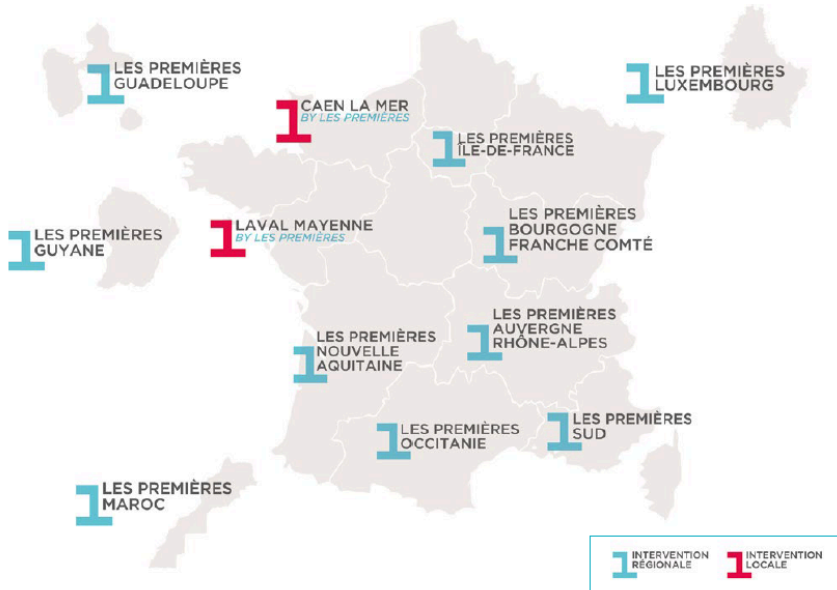 LES PREMIÈRES
GUADELOUPE
LES PREMIÈRES
LUXEMBOURG
CAEN LA MER
BY LES PREMIÈRES
LES PREMIÈRES
ÎLE-DE-FRANCE
LES PREMIÈRES
GUYANE
LAVAL MAYENNE
BY LES PREMIÈRES
LES PREMIÈRES
BOURGOGNE
FRANCHE COMTÉ
LES PREMIÈRES
AUVERGNE
RHÔNE-ALPES
LES PREMIÈRES
NOUVELLE
AQUITAINE
LES PREMIÈRES
OCCITANIE
LES PREMIÈRES
SUD
LES PREMIÈRES
MAROC
1 INTERVENTION
RÉGIONALE
1 INTERVENTION
LOCALE